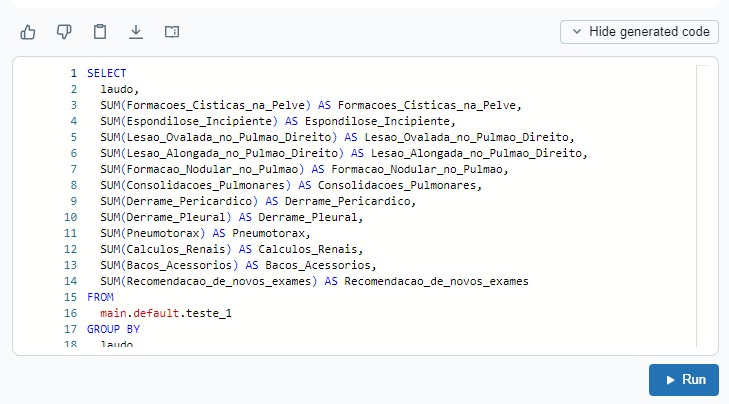 Hide generated code
1 SELECT
2 laudo,
3 SUM(Formacoes_Cisticas_na_Pelve) AS Formacoes_Cisticas_na_Pelve,
4 SUM(Espondilose_Incipiente) AS Espondilose_Incipiente,
5 SUM(Lesao_Ovalada_no_Pulmao_Direito) AS Lesao_Ovalada_no_Pulmao_Direito,
6 SUM(Lesao_Alongada_no_Pulmao_Direito) AS Lesao_Alongada_no_Pulmao_Direito,
7 SUM(Formacao_Nodular_no_Pulmao) AS Formacao_Nodular_no_Pulmao,
8 SUM(Consolidacoes_Pulmonares) AS Consolidacoes_Pulmonares,
9 SUM(Derrame_Pericardico) AS Derrame_Pericardico,
10 SUM(Derrame_Pleural) AS Derrame_Pleural,
11 SUM(Pneumotorax) AS Pneumotorax,
12 SUM(Calculos_Renais) AS Calculos_Renais,
13 SUM(Bacos_Acessorios) AS Bacos_Acessorios,
14 SUM(Recomendacao_de_novos_exames) AS Recomendacao_de_novos_exames
15 FROM
16 main.default.teste_1
17 GROUP BY
18 laudo,
Run